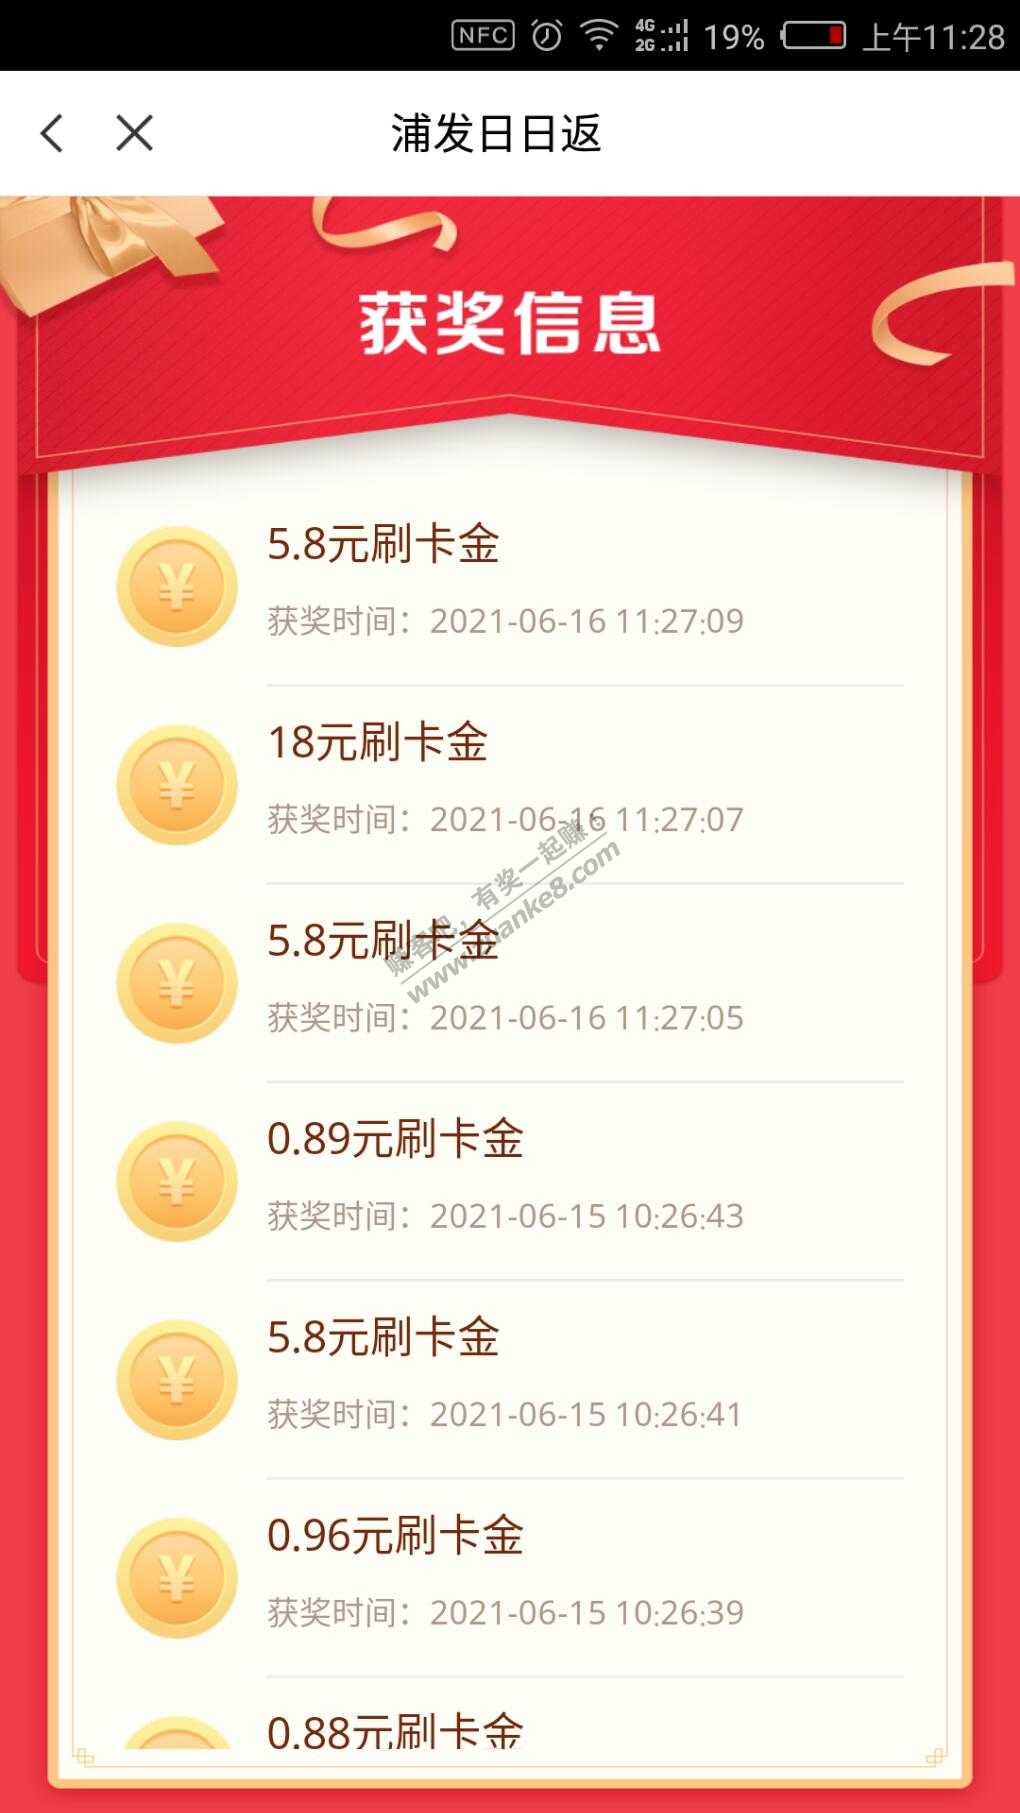 NFC 4G 2G 19% 上午11:28
浦发日日返
获奖信息
5.8元刷卡金
获奖时间：2021-06-16 11:27:09
18元刷卡金
获奖时间：2021-06-16 11:27:07
5.8元刷卡金
获奖时间：2021-06-16 11:27:05
赚客吧，有奖一起赚！
www.zuanke8.com
0.89元刷卡金
获奖时间：2021-06-15 10:26:43
5.8元刷卡金
获奖时间：2021-06-15 10:26:41
0.96元刷卡金
获奖时间：2021-06-15 10:26:39
0.88元刷卡金